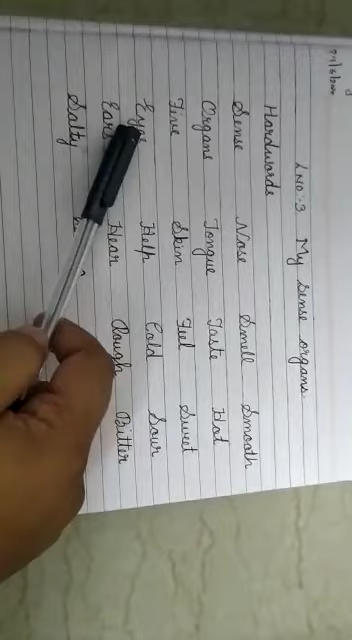 L NO :- 3 My sense organs
Hardwords
Sense Nose Smell Smooth
Organs Tongue Taste Hot
Five Skin Feel Sweet
Eyes Help Cold Sour
Ears Hear Rough Bitter
Salty